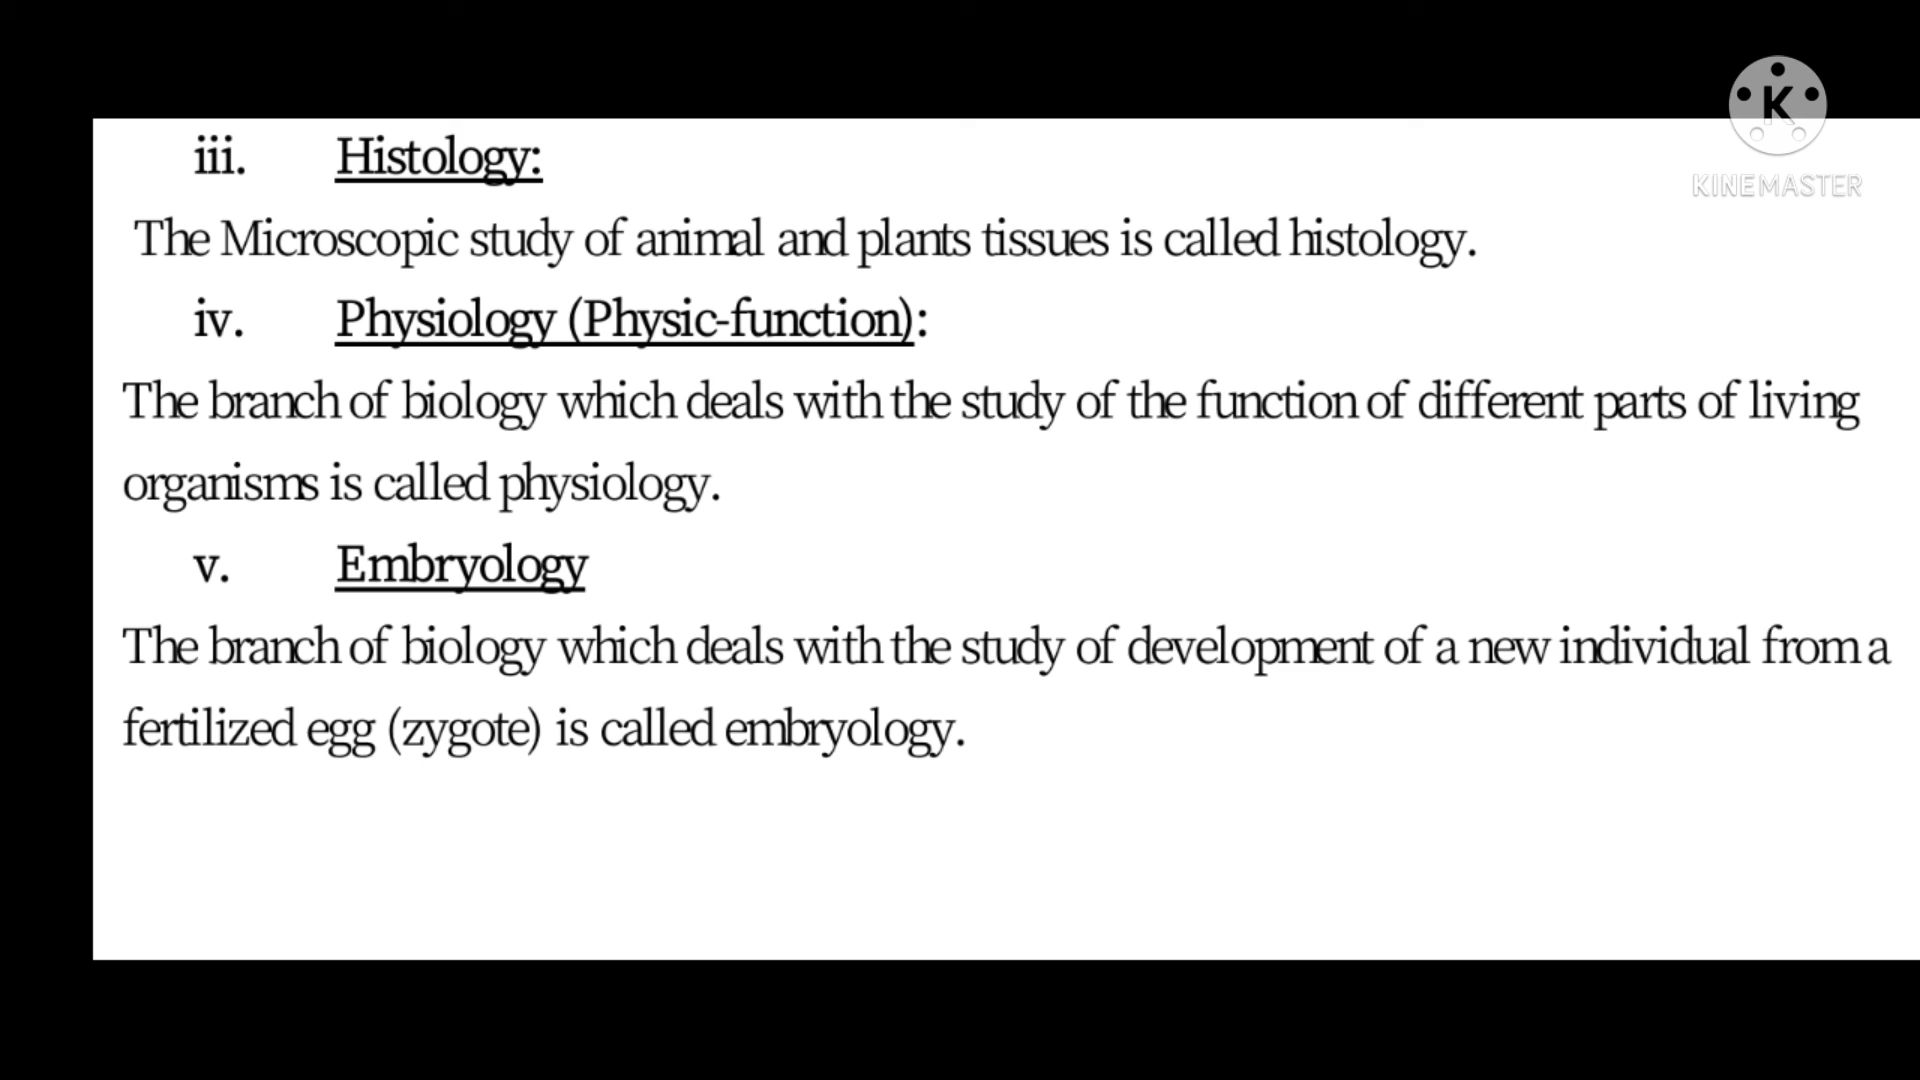 K
KINEMASTER
iii. Histology:
The Microscopic study of animal and plants tissues is called histology.
iv. Physiology (Physic-function):
The branch of biology which deals with the study of the function of different parts of living
organisms is called physiology.
v. Embryology
The branch of biology which deals with the study of development of a new individual from a
fertilized egg (zygote) is called embryology.